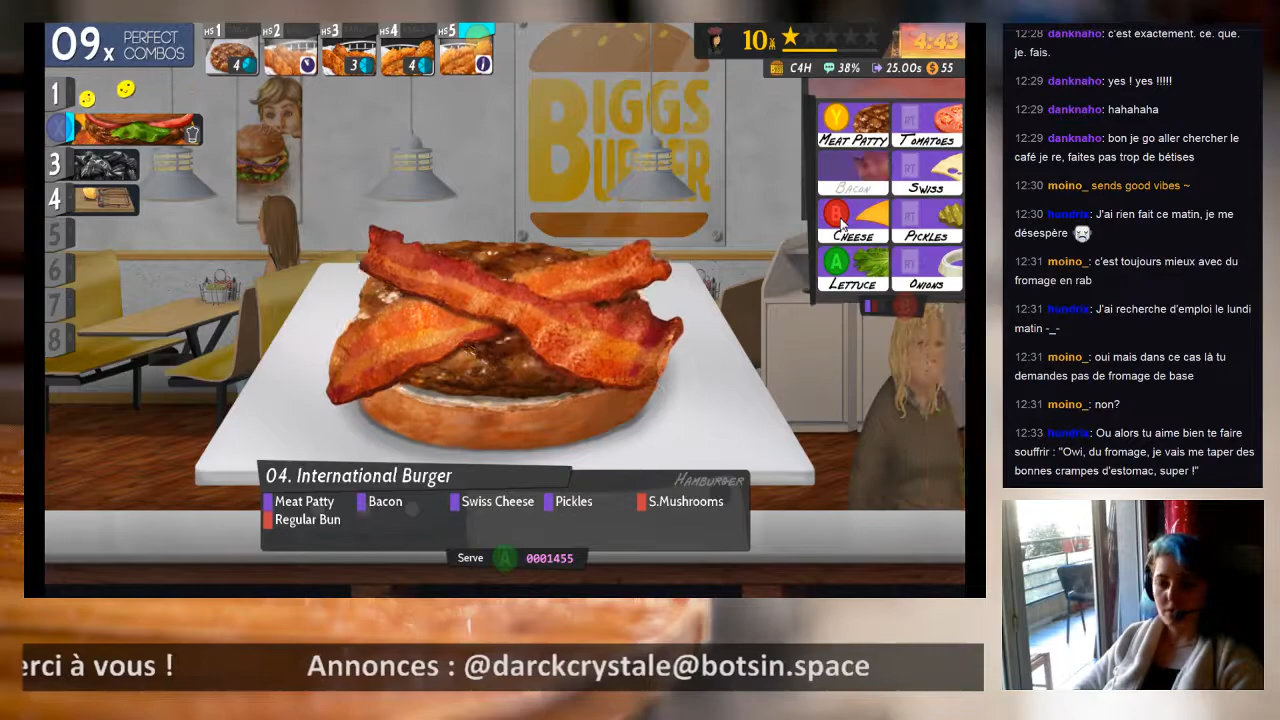 09x PERFECT COMBOS
HS1 HS2 HS3 HS4 HS5
4 3 4
10x
4:43
C4H 38% 25.00s 55
1
3
4
5
6
7
8
BIGGS
BURGER
Y MEAT PATTY RT TOMATOES
BACON RT SWISS
B CHEESE RT PICKLES
A LETTUCE RT ONIONS
04. International Burger
HAMBURGER
Meat Patty Bacon Swiss Cheese Pickles S.Mushrooms
Regular Bun
Serve A 0001455
12:28 danknaho: c'est exactement. ce. que.
je. fais.
12:29 danknaho: yes ! yes !!!!!
12:29 danknaho: hahahaha
12:29 danknaho: bon je go aller chercher le
café je re, faites pas trop de bétises
12:30 moino_ sends good vibes ~
12:30 hundrix: J'ai rien fait ce matin, je me
désespère
12:31 moino_: c'est toujours mieux avec du
fromage en rab
12:31 hundrix: J'ai recherche d'emploi le lundi
matin -_-
12:31 moino_: oui mais dans ce cas là tu
demandes pas de fromage de base
12:31 moino_: non?
12:33 hundrix: Ou alors tu aime bien te faire
souffrir : "Owi, du fromage, je vais me taper des
bonnes crampes d'estomac, super !"
erci à vous ! Annonces : @darckcrystale@botsin.space